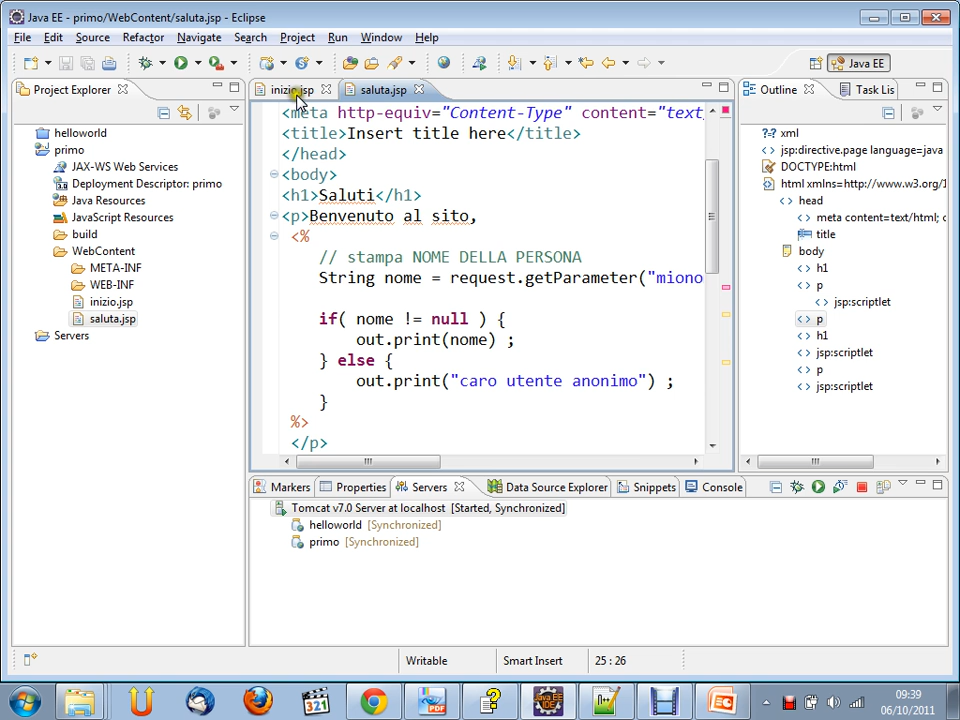 Java EE - primo/WebContent/saluta.jsp - Eclipse
File Edit Source Refactor Navigate Search Project Run Window Help
Java EE
Project Explorer
helloworld
primo
JAX-WS Web Services
Deployment Descriptor: primo
Java Resources
JavaScript Resources
build
WebContent
META-INF
WEB-INF
inizio.jsp
saluta.jsp
Servers
inizio.jsp saluta.jsp
<meta http-equiv="Content-Type" content="text
<title>Insert title here</title>
</head>
<body>
<h1>Saluti</h1>
<p>Benvenuto al sito,
<%
// stampa NOME DELLA PERSONA
String nome = request.getParameter("miono
if( nome != null ) {
out.print(nome) ;
} else {
out.print("caro utente anonimo") ;
}
%>
</p>
Outline Task Lis
xml
jsp:directive.page language=java
DOCTYPE:html
html xmlns=http://www.w3.org/1
head
meta content=text/html; c
title
body
h1
p
jsp:scriptlet
p
h1
jsp:scriptlet
p
jsp:scriptlet
Markers Properties Servers Data Source Explorer Snippets Console
Tomcat v7.0 Server at localhost [Started, Synchronized]
helloworld [Synchronized]
primo [Synchronized]
Writable Smart Insert 25 : 26
321
PDF
Java EE
IDE
09:39
06/10/2011